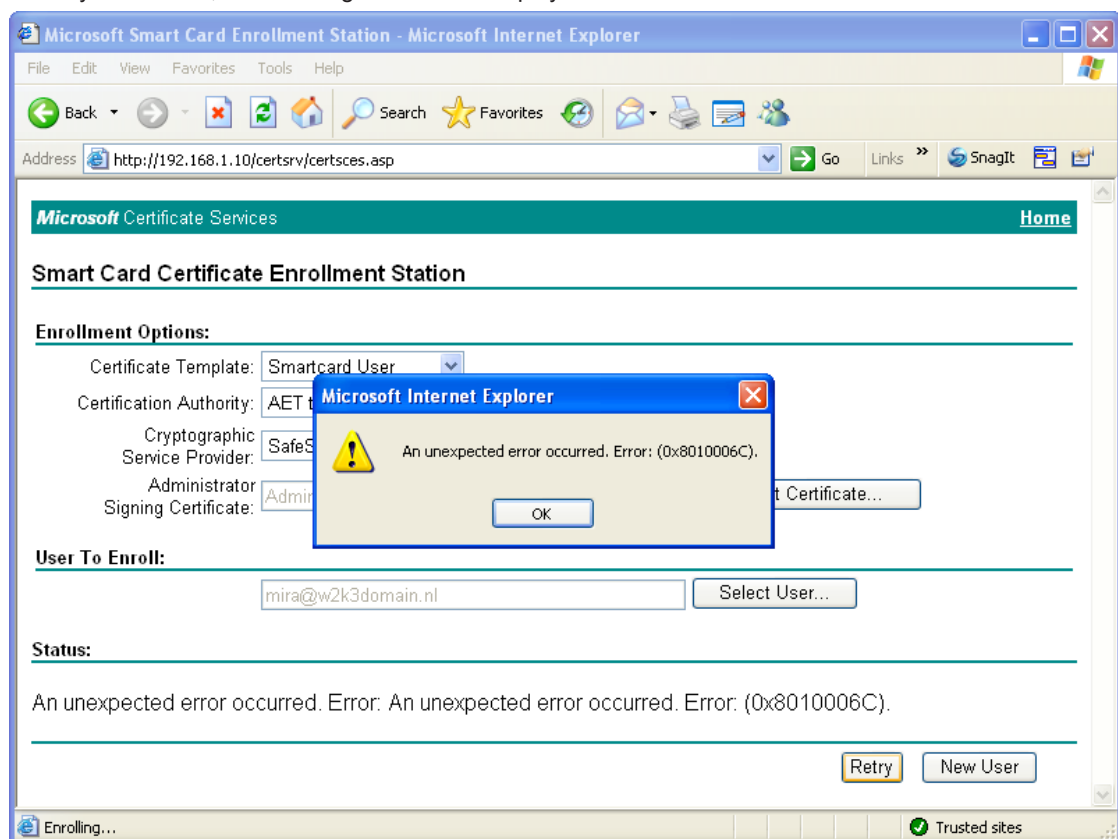 Microsoft Smart Card Enrollment Station - Microsoft Internet Explorer
File Edit View Favorites Tools Help
Back Search Favorites
Address http://192.168.1.10/certsrv/certsces.asp Go Links » SnagIt
Microsoft Certificate Services Home
Smart Card Certificate Enrollment Station
Enrollment Options:
Certificate Template: Smartcard User
Microsoft Internet Explorer
Certification Authority: AET
Cryptographic
Service Provider:
An unexpected error occurred. Error: (0x8010006C).
Administrator
Signing Certificate:
Certificate...
OK
User To Enroll:
mira@w2k3domain.nl Select User...
Status:
An unexpected error occurred. Error: An unexpected error occurred. Error: (0x8010006C).
Retry New User
Enrolling... Trusted sites